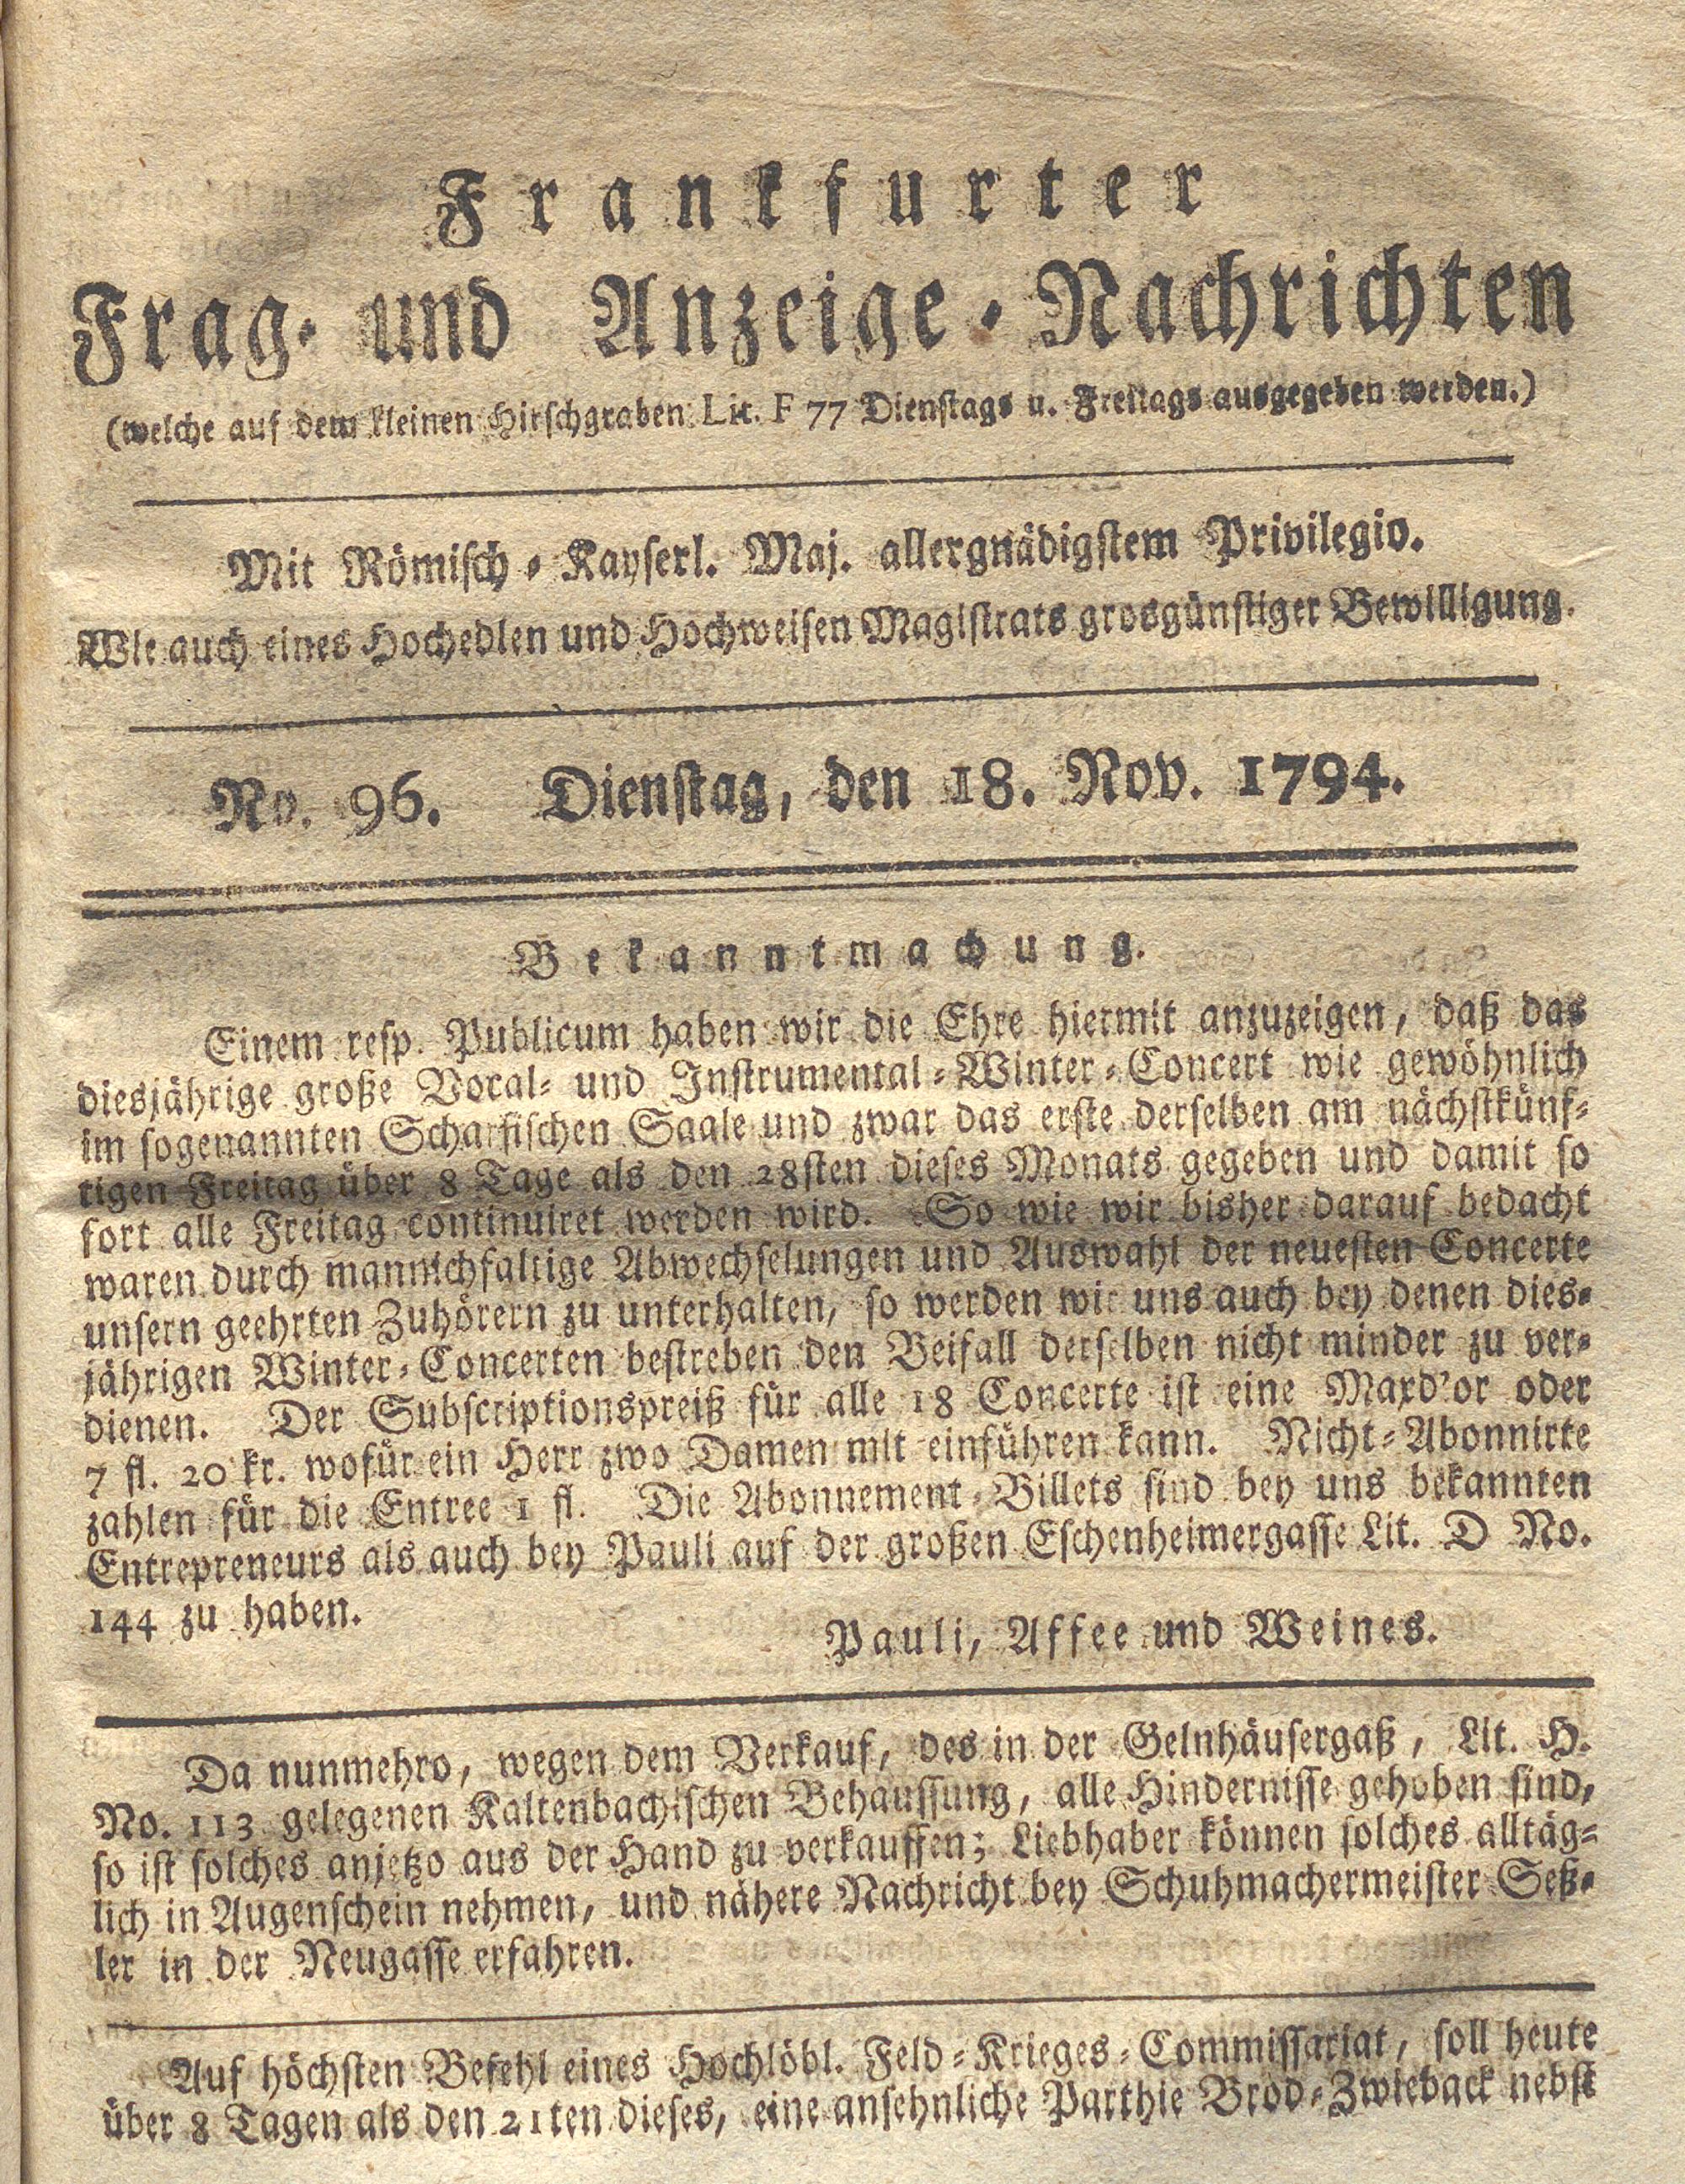 Frankfurter
Frag- und Anzeige-Nachrichten
(welche auf dem kleinen Hirschgraben Lit. F 77 Dienstags u. Freitags ausgegeben werden.)
Mit Römisch-Kayserl. Maj. allergnädigstem Privilegio.
Wie auch eines Hochedlen und Hochweisen Magistrats grosgünstiger Bewilligung.
No. 96. Dienstag, den 18. Nov. 1794.
Bekanntmachung.
Einem resp. Publicum haben wir die Ehre hiermit anzuzeigen, daß das
diesjährige große Vocal- und Instrumental-Winter-Concert wie gewöhnlich
im sogenannten Scharfischen Saale und zwar das erste derselben am nächstkünf-
tigen Freitag über 8 Tage als den 28sten dieses Monats gegeben und damit so
fort alle Freitag continuiret werden wird. So wie wir bisher darauf bedacht
waren durch mannichfaltige Abwechselungen und Auswahl der neuesten Concerte
unsern geehrten Zuhörern zu unterhalten, so werden wir uns auch bey denen dies-
jährigen Winter-Concerten bestreben den Beifall derselben nicht minder zu ver-
dienen. Der Subscriptionspreiß für alle 18 Concerte ist eine Maxd'or oder
7 fl. 20 kr. wofür ein Herr zwo Damen mit einführen kann. Nicht-Abonnirte
zahlen für die Entree 1 fl. Die Abonnement-Billets sind bey uns bekannten
Entrepreneurs als auch bey Pauli auf der großen Eschenheimergasse Lit. D No.
144 zu haben.
Pauli, Affee und Weines.
Da nunmehro, wegen dem Verkauf, des in der Gelnhäusergaß, Lit. H.
No. 113 gelegenen Kaltenbachischen Behaussung, alle Hindernisse gehoben sind,
so ist solches anjetzo aus der Hand zu verkauffen; Liebhaber können solches alltäg-
lich in Augenschein nehmen, und nähere Nachricht bey Schuhmachermeister Seß-
ler in der Neugasse erfahren.
Auf höchsten Befehl eines Hochlöbl. Feld-Krieges-Commissariat, soll heute
über 8 Tagen als den 21ten dieses, eine ansehnliche Parthie Brod-Zwieback nebst